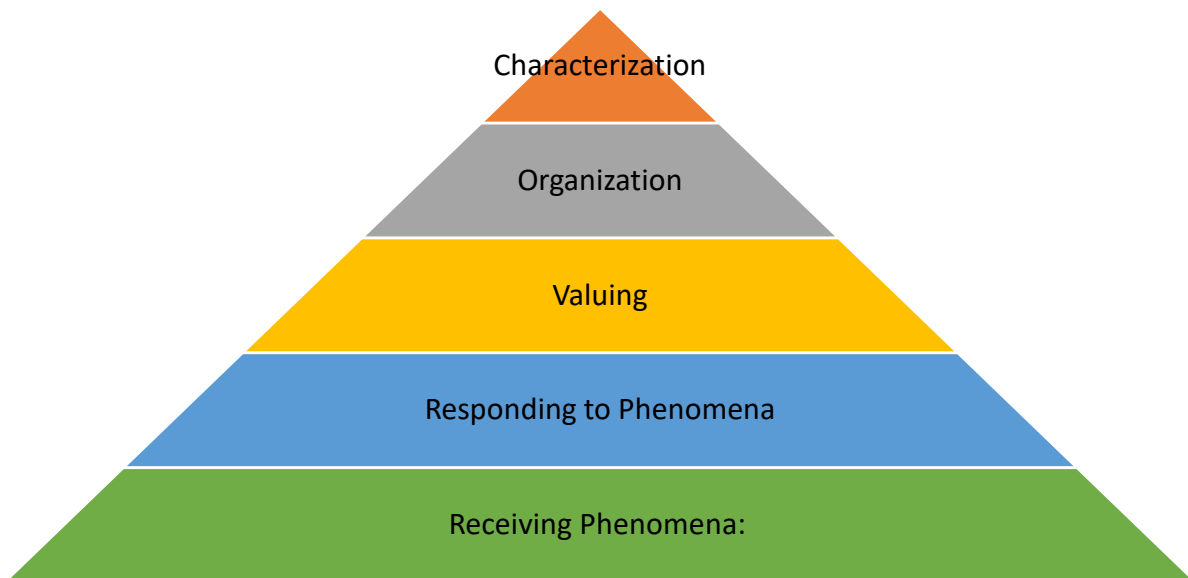 Characterization
Organization
Valuing
Responding to Phenomena
Receiving Phenomena: